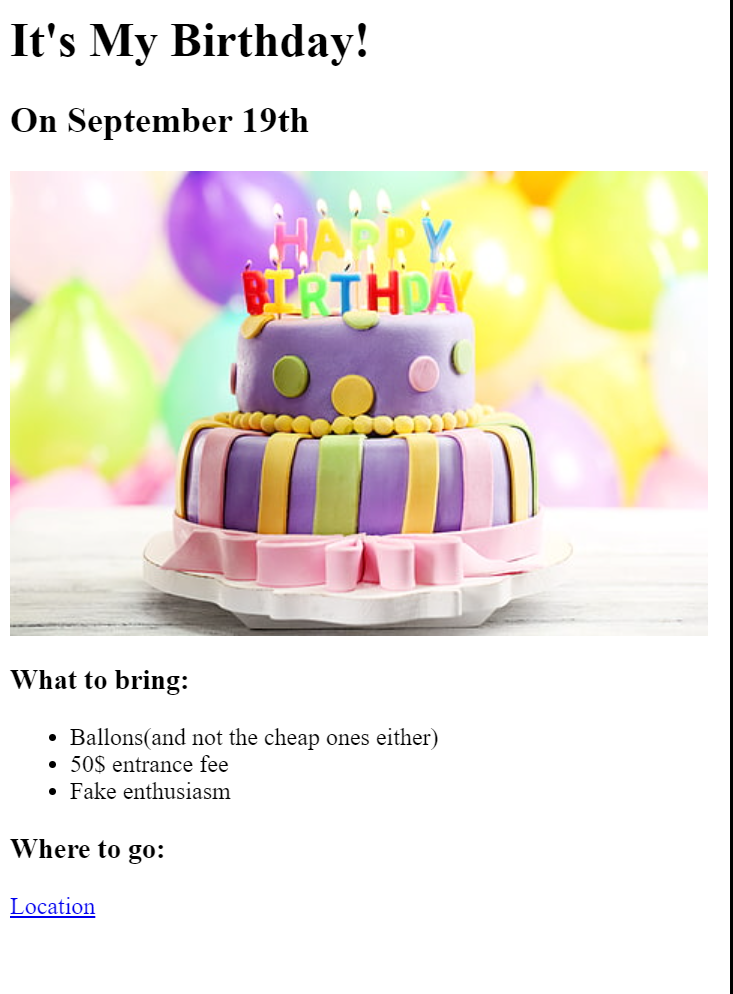 It's My Birthday!
On September 19th
HAPPY
BIRTHDAY
What to bring:
Ballons(and not the cheap ones either)
50$ entrance fee
Fake enthusiasm
Where to go:
Location